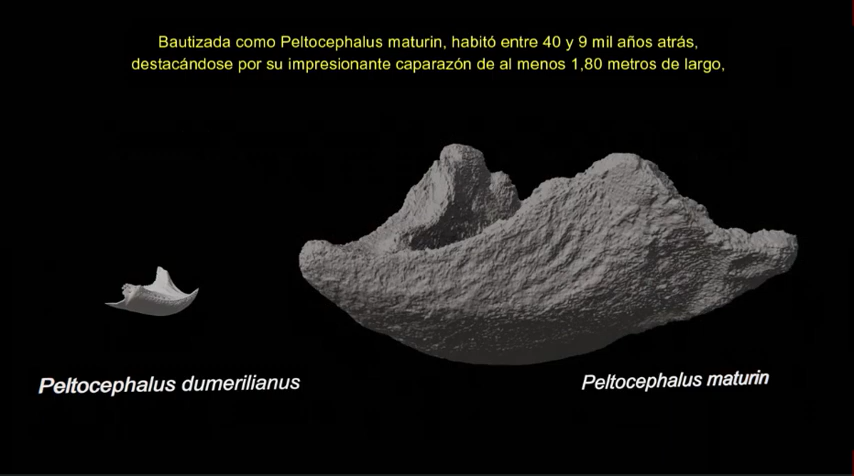 Bautizada como Peltocephalus maturin, habitó entre 40 y 9 mil años atrás,
destacándose por su impresionante caparazón de al menos 1,80 metros de largo,
Peltocephalus dumerilianus
Peltocephalus maturin